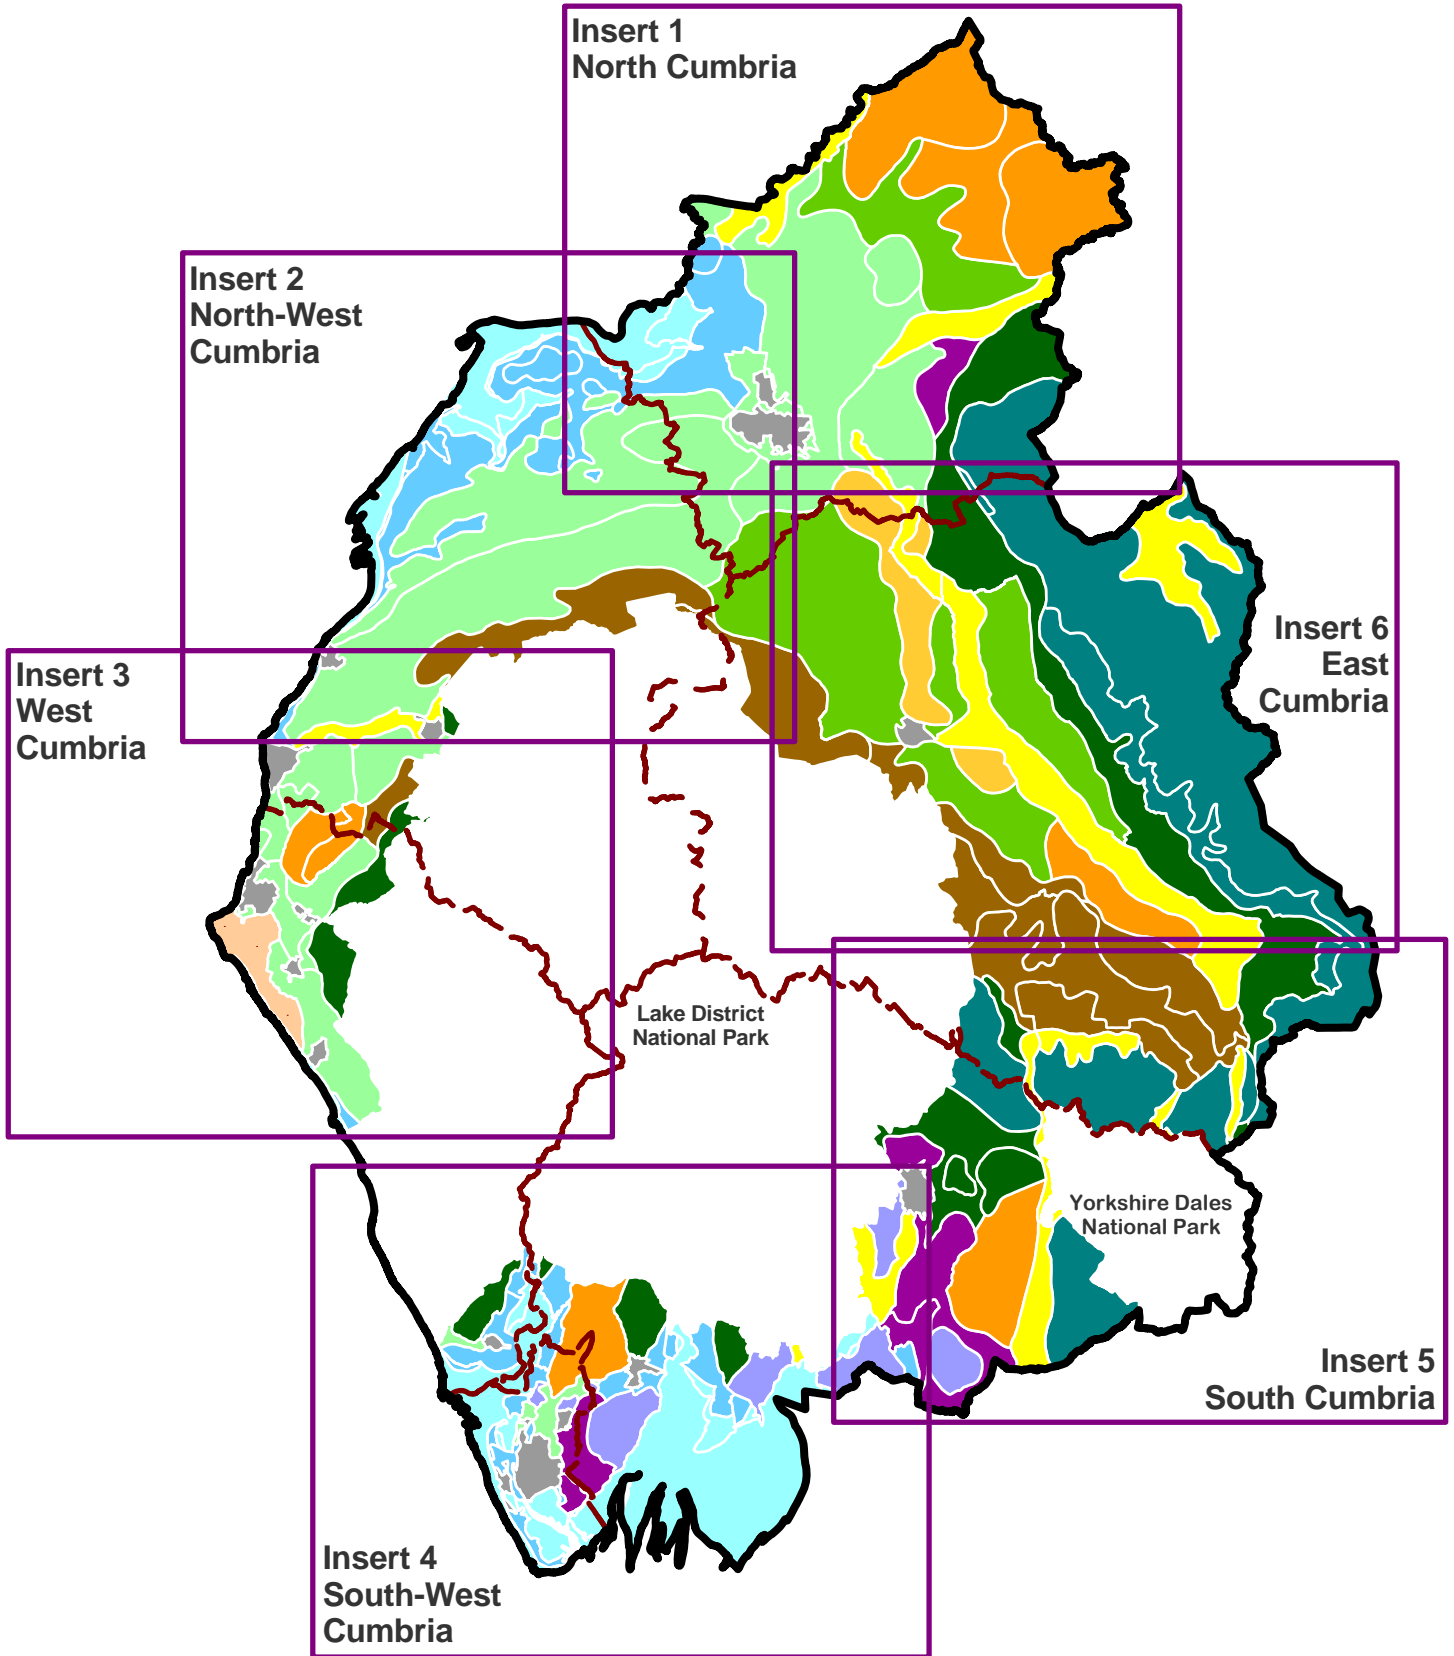 Insert 1
North Cumbria
Insert 2
North-West
Cumbria
Insert 6
East
Cumbria
Insert 3
West
Cumbria
Lake District
National Park
Yorkshire Dales
National Park
Insert 5
South Cumbria
Insert 4
South-West
Cumbria